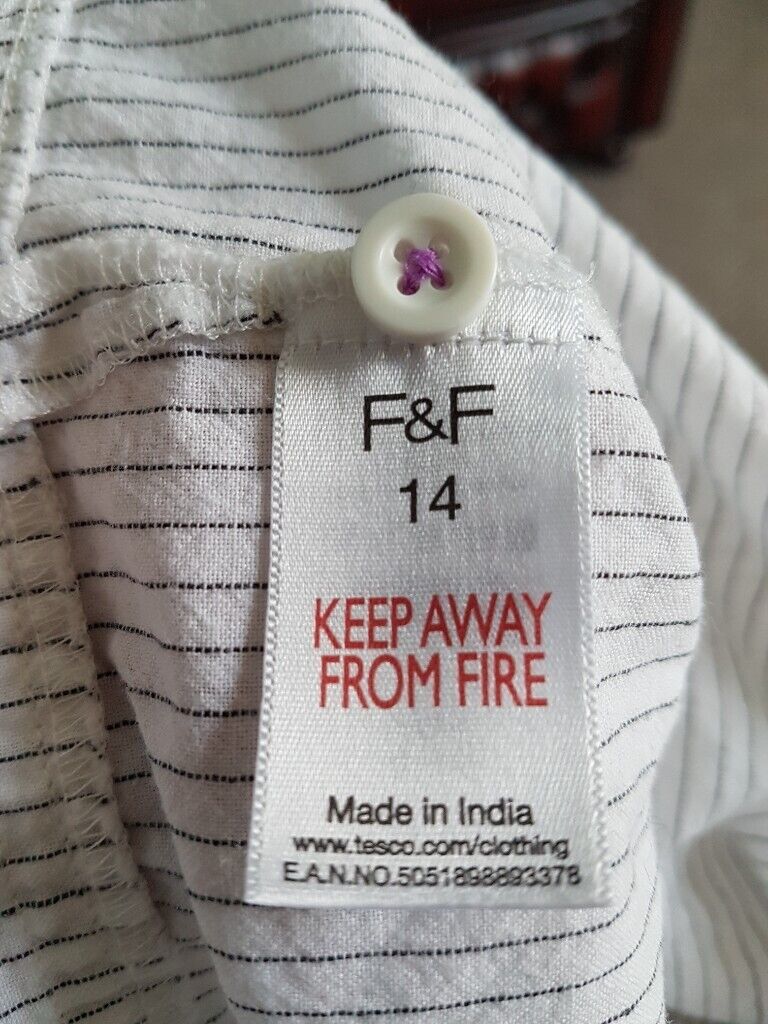 F&F
14
KEEP AWAY
FROM FIRE
Made in India
www.tesco.com/clothing
E.A.N.NO.5051898893378